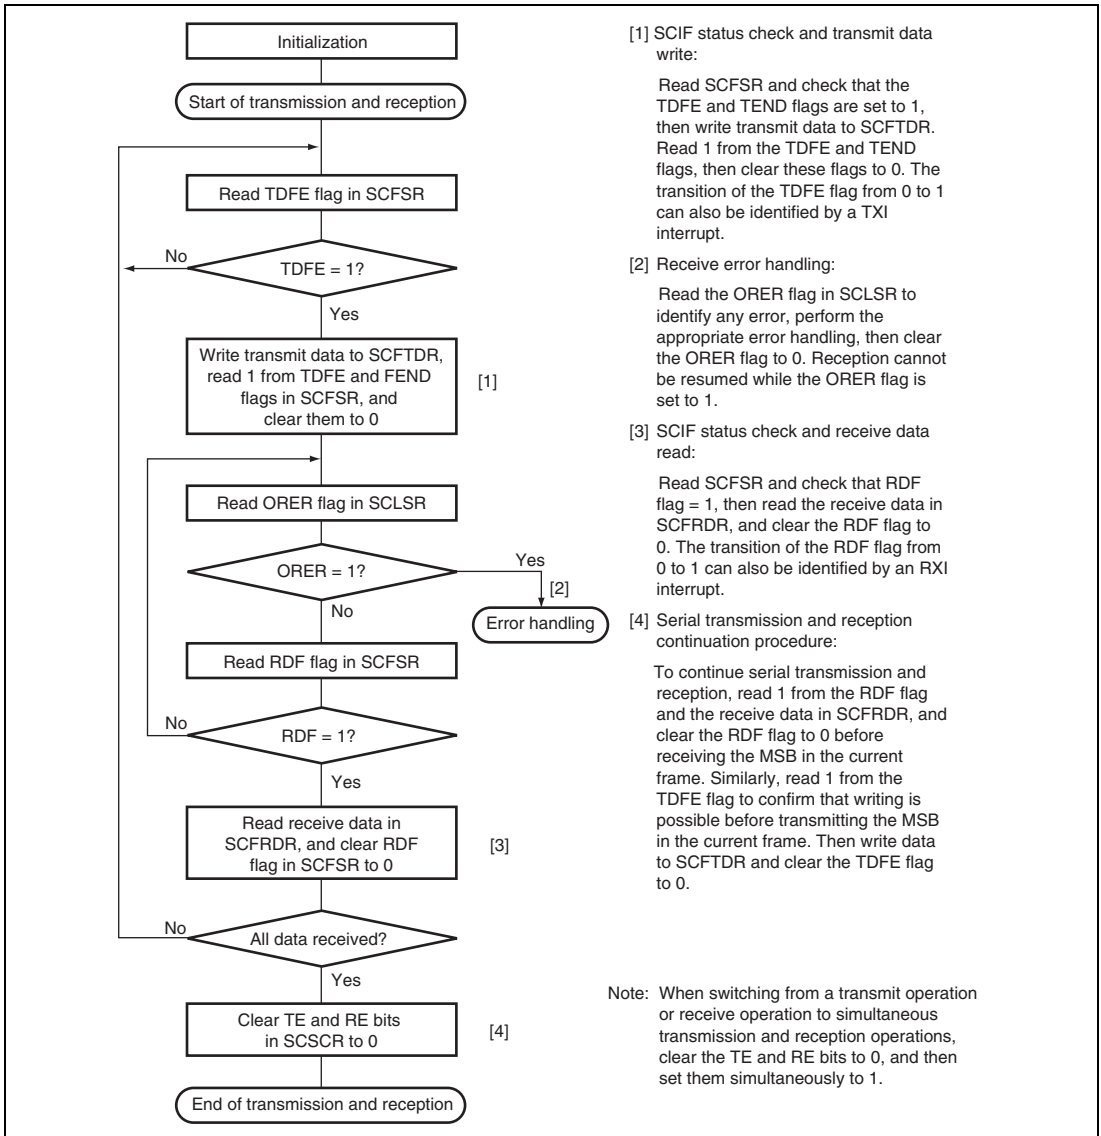 Initialization
Start of transmission and reception
Read TDFE flag in SCFSR
No
TDFE = 1?
Yes
Write transmit data to SCFTDR,
read 1 from TDFE and FEND
flags in SCFSR, and
clear them to 0
[1]
Read ORER flag in SCLSR
ORER = 1?
Yes
[2]
Error handling
No
Read RDF flag in SCFSR
No
RDF = 1?
Yes
Read receive data in
SCFRDR, and clear RDF
flag in SCFSR to 0
[3]
No
All data received?
Yes
Clear TE and RE bits
in SCSCR to 0
[4]
End of transmission and reception
[1] SCIF status check and transmit data
write:
Read SCFSR and check that the
TDFE and TEND flags are set to 1,
then write transmit data to SCFTDR.
Read 1 from the TDFE and TEND
flags, then clear these flags to 0. The
transition of the TDFE flag from 0 to 1
can also be identified by a TXI
interrupt.
[2] Receive error handling:
Read the ORER flag in SCLSR to
identify any error, perform the
appropriate error handling, then clear
the ORER flag to 0. Reception cannot
be resumed while the ORER flag is
set to 1.
[3] SCIF status check and receive data
read:
Read SCFSR and check that RDF
flag = 1, then read the receive data in
SCFRDR, and clear the RDF flag to
0. The transition of the RDF flag from
0 to 1 can also be identified by an RXI
interrupt.
[4] Serial transmission and reception
continuation procedure:
To continue serial transmission and
reception, read 1 from the RDF flag
and the receive data in SCFRDR, and
clear the RDF flag to 0 before
receiving the MSB in the current
frame. Similarly, read 1 from the
TDFE flag to confirm that writing is
possible before transmitting the MSB
in the current frame. Then write data
to SCFTDR and clear the TDFE flag
to 0.
Note: When switching from a transmit operation
or receive operation to simultaneous
transmission and reception operations,
clear the TE and RE bits to 0, and then
set them simultaneously to 1.